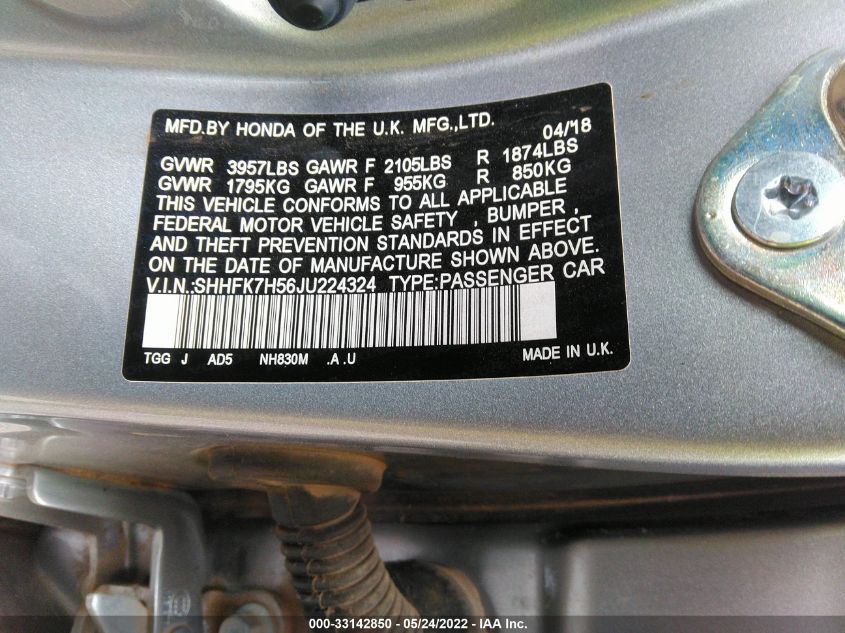 MFD.BY HONDA OF THE U.K. MFG.,LTD. 04/18
GVWR 3957LBS GAWR F 2105LBS R 1874LBS
GVWR 1795KG GAWR F 955KG R 850KG
THIS VEHICLE CONFORMS TO ALL APPLICABLE
FEDERAL MOTOR VEHICLE SAFETY , BUMPER ,
AND THEFT PREVENTION STANDARDS IN EFFECT
ON THE DATE OF MANUFACTURE SHOWN ABOVE.
V.I.N.:SHHFK7H56JU224324 TYPE:PASSENGER CAR
TGG J AD5 NH830M .A .U MADE IN U.K.
000-33142850 - 05/24/2022 - IAA Inc.